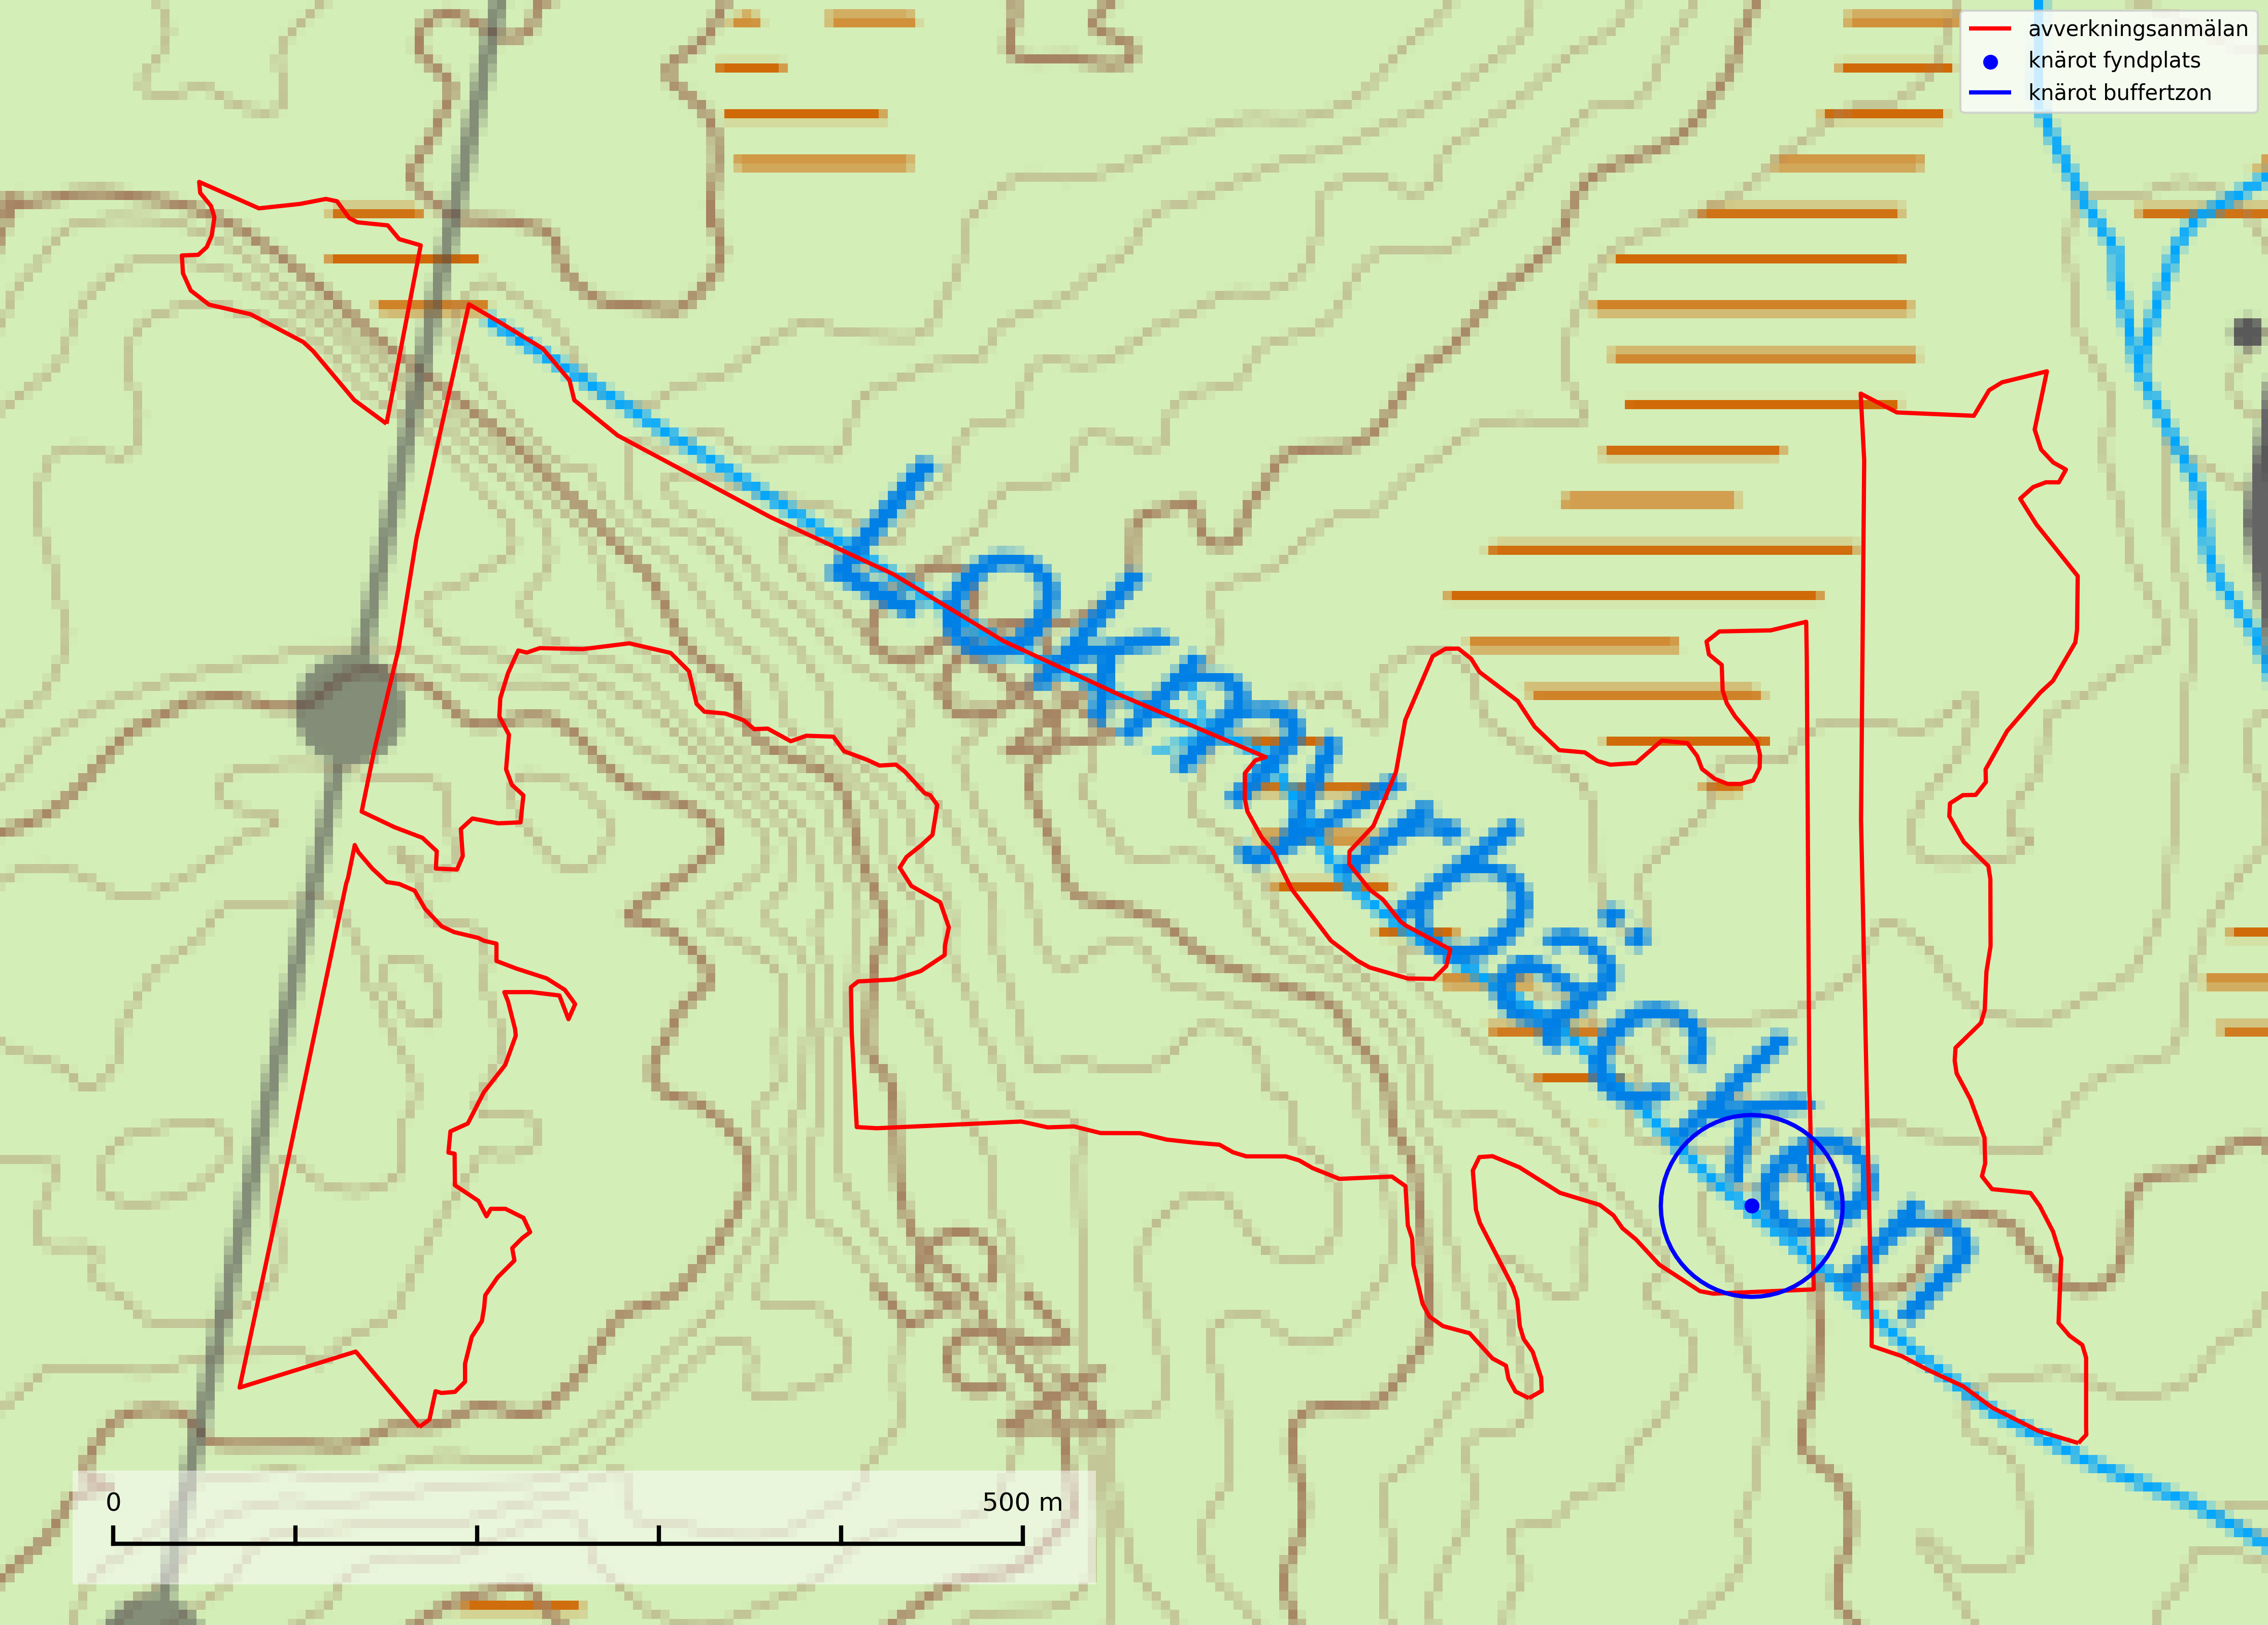 avverkningsanmälan
knärot fyndplats
knärot buffertzon
Lokmyrbäcken
0 500 m